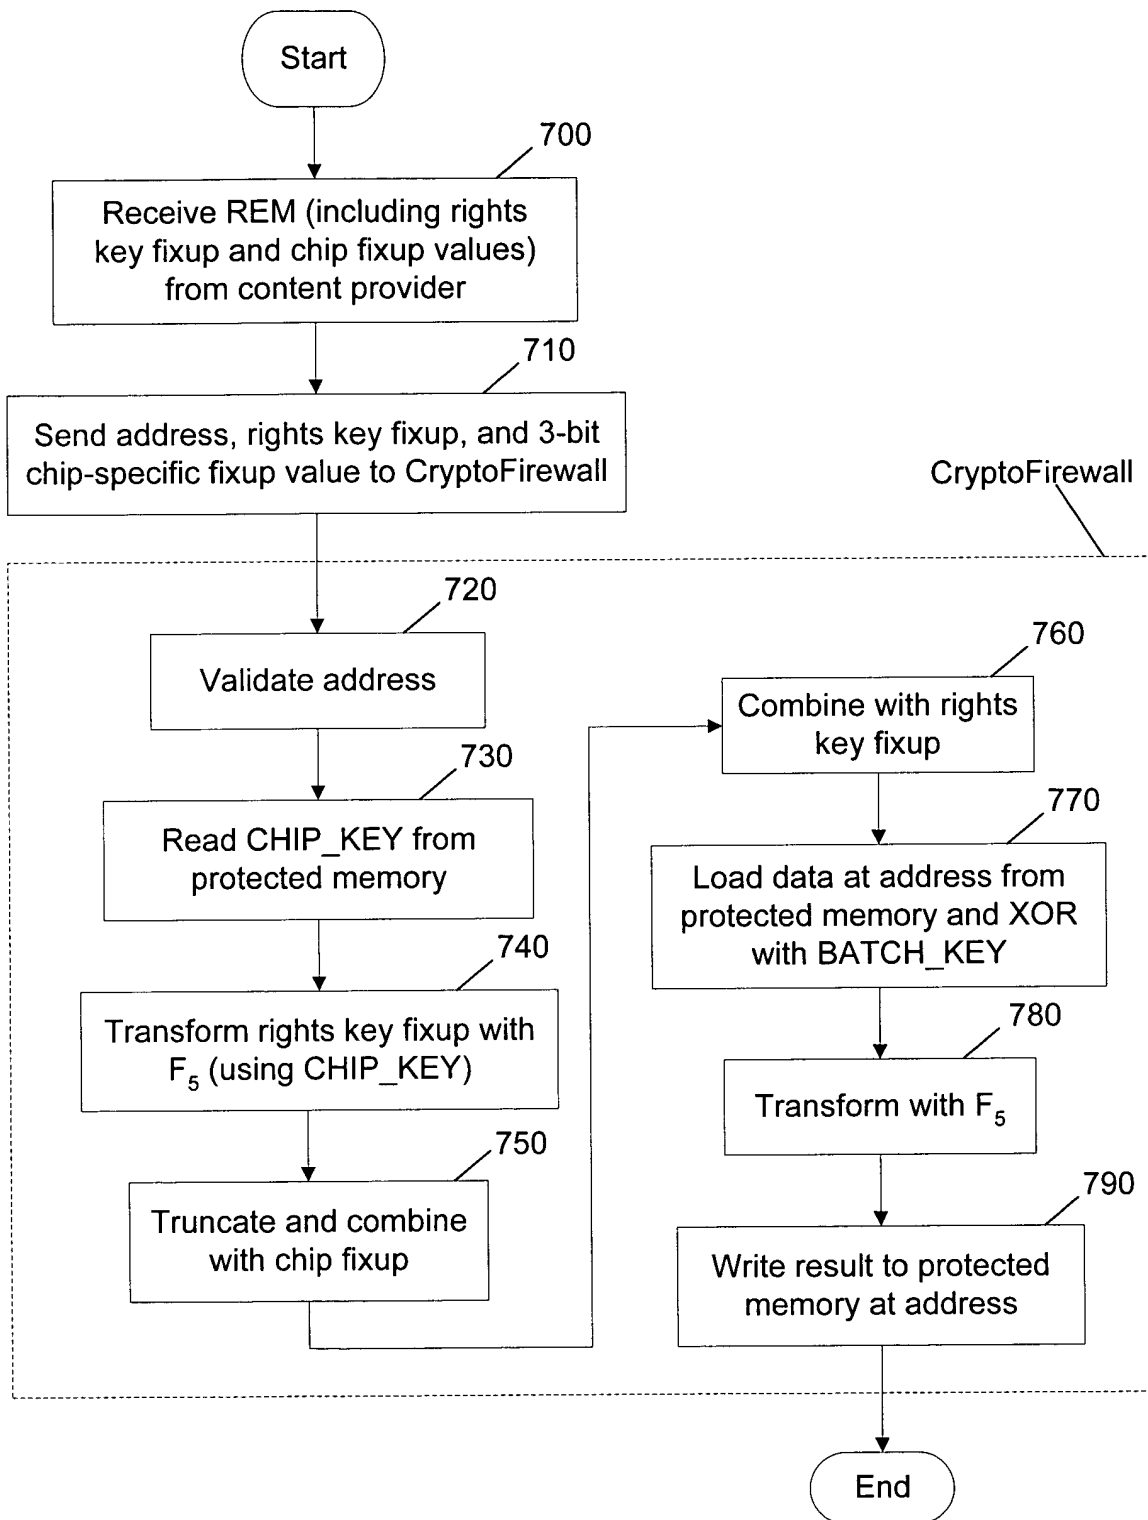 Start
700
Receive REM (including rights
key fixup and chip fixup values)
from content provider
710
Send address, rights key fixup, and 3-bit
chip-specific fixup value to CryptoFirewall
CryptoFirewall
720
Validate address
730
Read CHIP_KEY from
protected memory
740
Transform rights key fixup with
F5 (using CHIP_KEY)
750
Truncate and combine
with chip fixup
760
Combine with rights
key fixup
770
Load data at address from
protected memory and XOR
with BATCH_KEY
780
Transform with F5
790
Write result to protected
memory at address
End